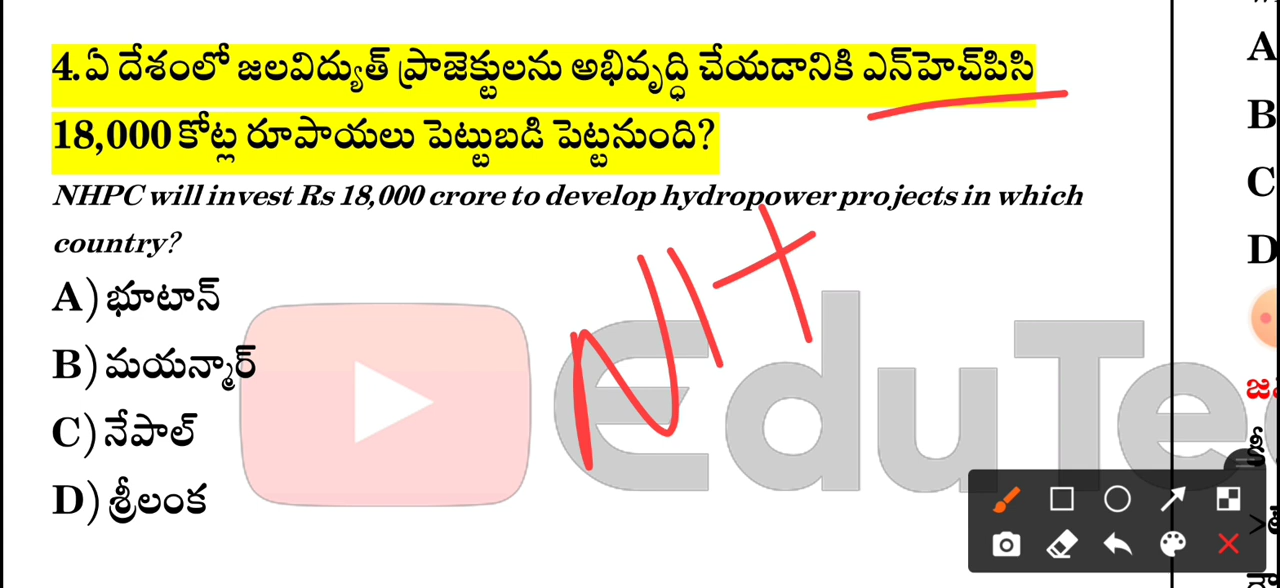 4. ఏ దేశంలో జలవిద్యుత్ ప్రాజెక్టులను అభివృద్ధి చేయడానికి ఎన్‌హెచ్‌పిసి
18,000 కోట్ల రూపాయలు పెట్టుబడి పెట్టనుంది?
NHPC will invest Rs 18,000 crore to develop hydropower projects in which
country?
A) భూటాన్
B) మయన్మార్
C) నేపాల్
D) శ్రీలంక
EduTe
A
B
C
D